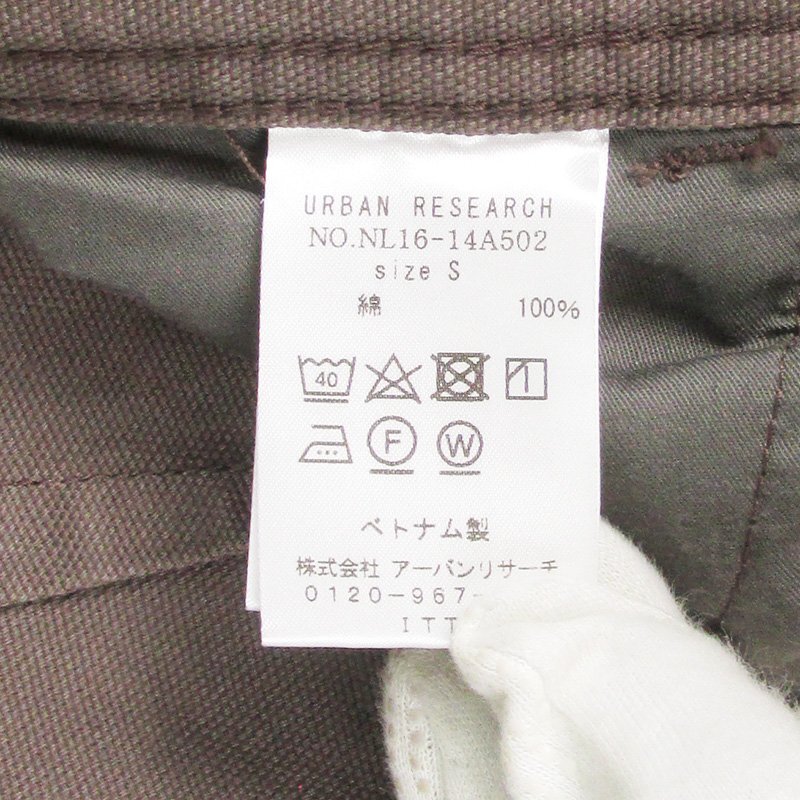 URBAN RESEARCH
NO.NL16-14A502
size S
綿 100%
40
F W
ベトナム製
株式会社 アーバンリサーチ
0120-967-
ITT